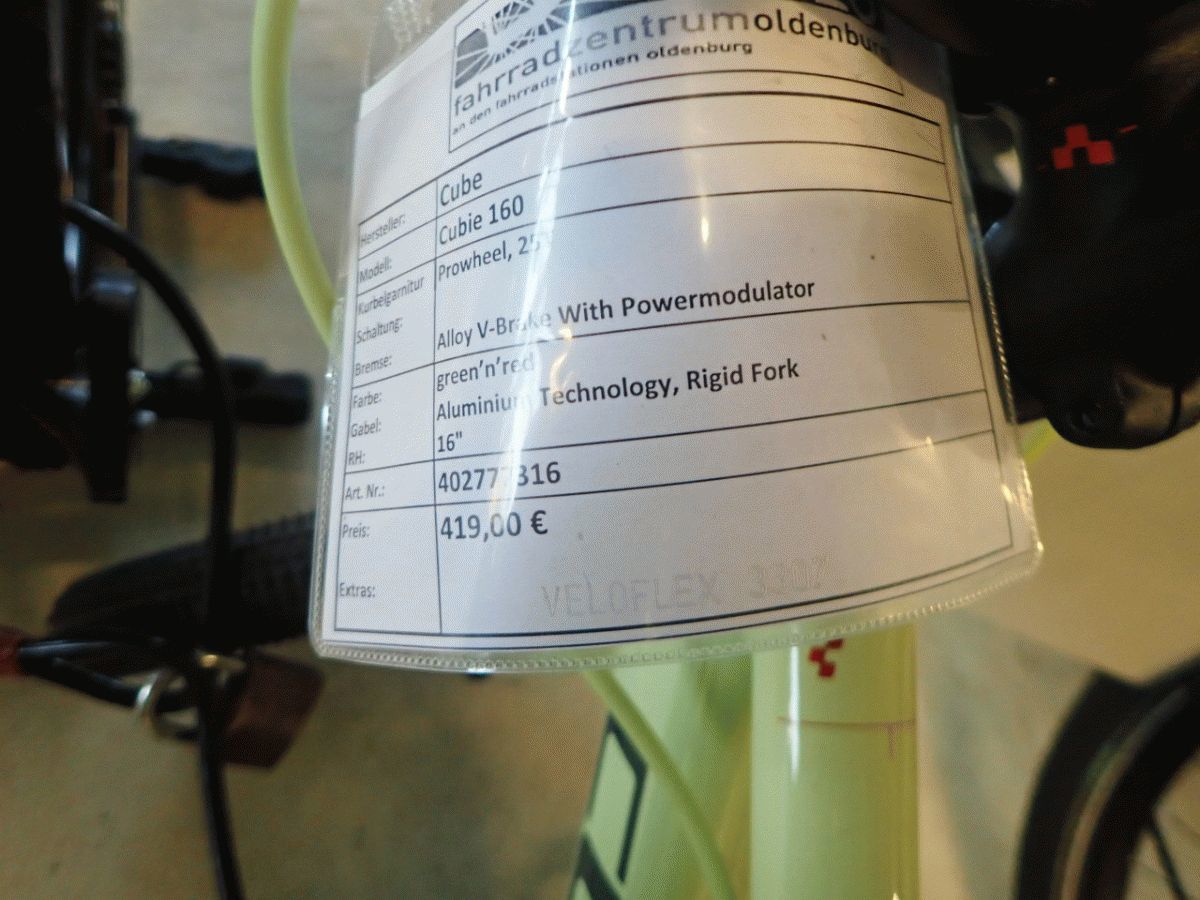 fahrradzentrumoldenburg
an den fahrradstationen oldenburg
Hersteller: Cube
Modell: Cubie 160
Kurbelgarnitur Prowheel,
Schaltung:
Bremse: Alloy V-Brake With Powermodulator
Farbe: green'n'red
Gabel: Aluminium Technology, Rigid Fork
RH: 16"
Art. Nr.:
Preis: 419,00 €
Extras:
VELOFLEX